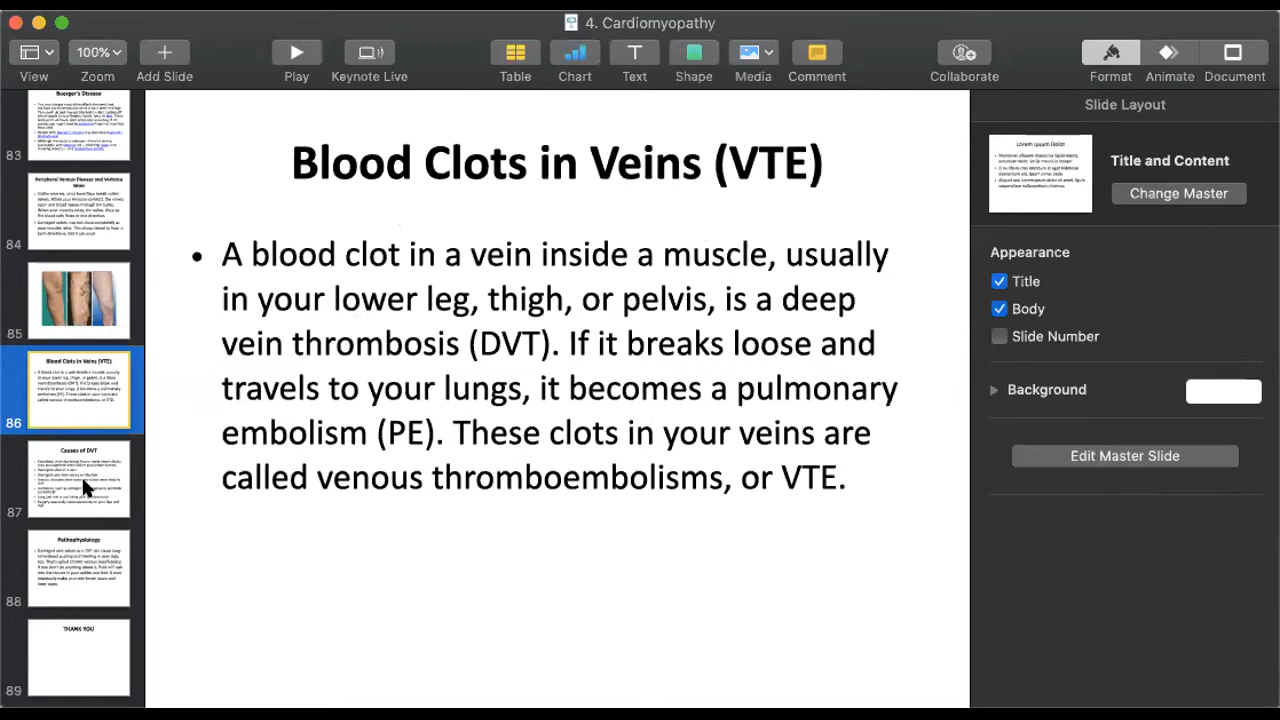 4. Cardiomyopathy
100%
View
Zoom
Add Slide
Play
Keynote Live
Table
Chart
Text
Shape
Media
Comment
Collaborate
Format
Animate
Document
Buerger's Disease
83
Peripheral Venous Disease and Varicose
Veins
84
85
Blood Clots in Veins (VTE)
86
Causes of DVT
87
Pathophysiology
88
THANK YOU
89
Blood Clots in Veins (VTE)
• A blood clot in a vein inside a muscle, usually
in your lower leg, thigh, or pelvis, is a deep
vein thrombosis (DVT). If it breaks loose and
travels to your lungs, it becomes a pulmonary
embolism (PE). These clots in your veins are
called venous thromboembolisms, or VTE.
Slide Layout
Lorem Ipsum Dolor
Title and Content
Change Master
Appearance
Title
Body
Slide Number
Background
Edit Master Slide